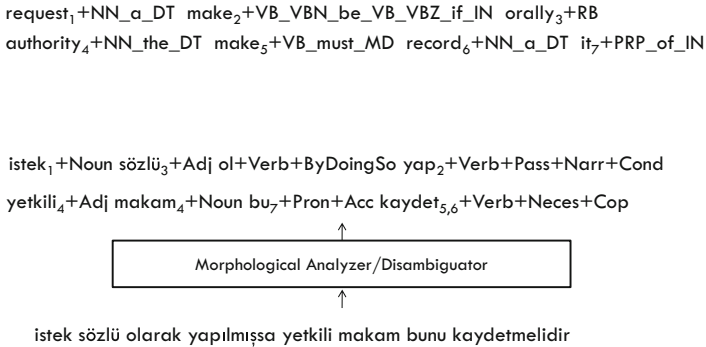 request₁+NN_a_DT make₂+VB_VBN_be_VB_VBZ_if_IN orally₃+RB
authority₄+NN_the_DT make₅+VB_must_MD record₆+NN_a_DT it₇+PRP_of_IN
istek₁+Noun sözlü₃+Adj ol+Verb+ByDoingSo yap₂+Verb+Pass+Narr+Cond
yetkili₄+Adj makam₄+Noun bu₇+Pron+Acc kaydet₅,₆+Verb+Neces+Cop
Morphological Analyzer/Disambiguator
istek sözlü olarak yapılmışsa yetkili makam bunu kaydetmelidir